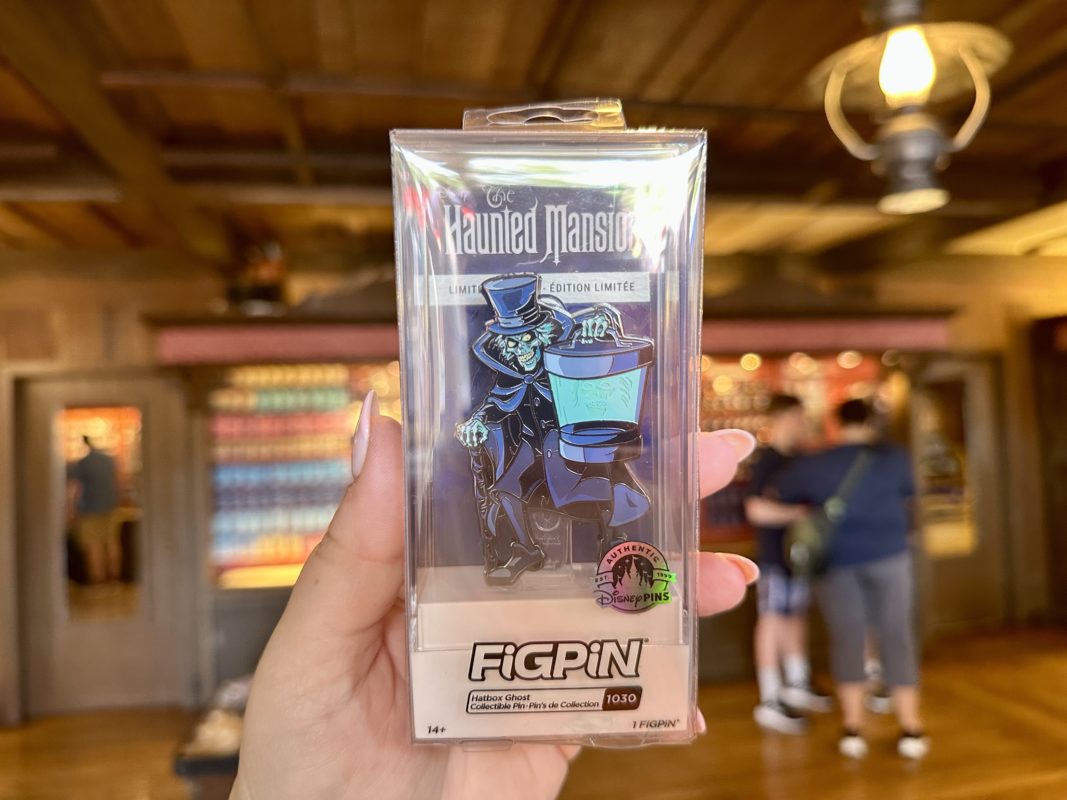 The
Haunted Mansion
LIMIT - ÉDITION LIMITÉE
AUTHENTIC
EST. 1999
Disney PINS
FiGPiN
Hatbox Ghost
Collectible Pin•Pin's de Collection 1030
14+ 1 FIGPIN